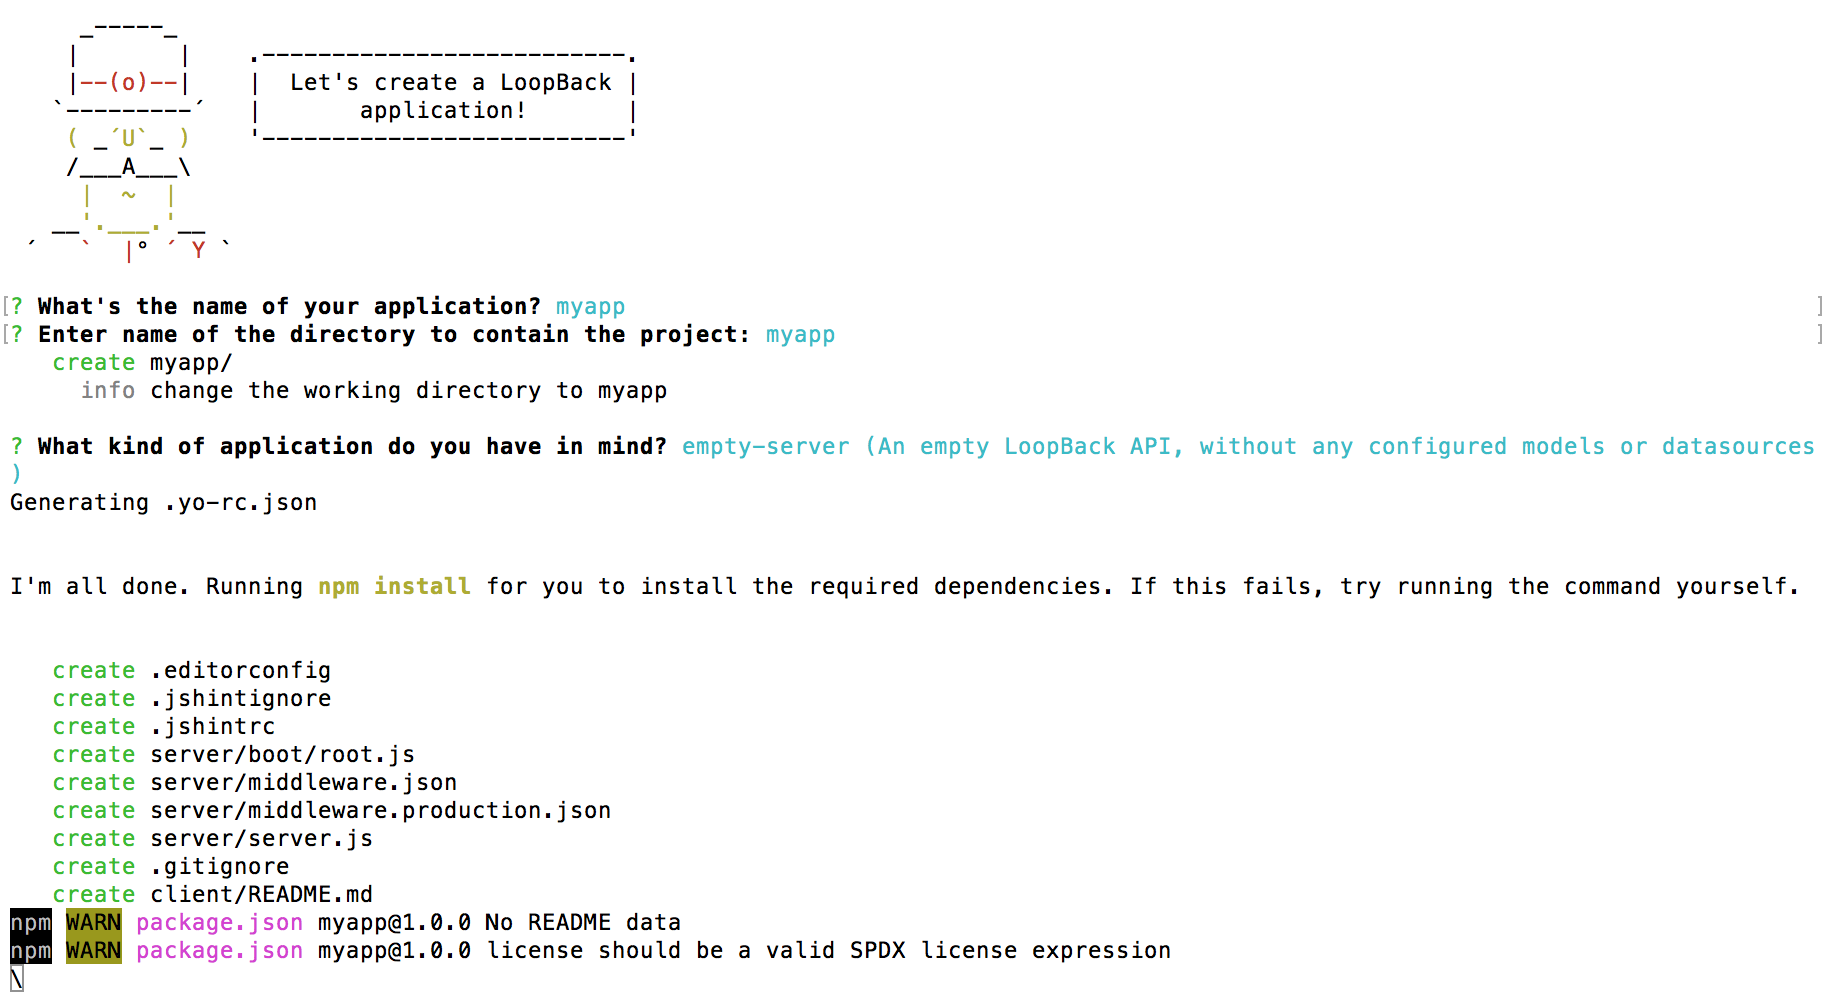 _-----_
    |       |    .--------------------------.
    |--(o)--|    |  Let's create a LoopBack |
   `---------´   |       application!       |
    ( _´U`_ )    '--------------------------'
    /___A___\
     |  ~  |
   __'.___.'__
 ´   `  |° ´ Y `
[? What's the name of your application? myapp ]
[? Enter name of the directory to contain the project: myapp ]
   create myapp/
     info change the working directory to myapp
? What kind of application do you have in mind? empty-server (An empty LoopBack API, without any configured models or datasources
)
Generating .yo-rc.json
I'm all done. Running npm install for you to install the required dependencies. If this fails, try running the command yourself.
   create .editorconfig
   create .jshintignore
   create .jshintrc
   create server/boot/root.js
   create server/middleware.json
   create server/middleware.production.json
   create server/server.js
   create .gitignore
   create client/README.md
npm WARN package.json myapp@1.0.0 No README data
npm WARN package.json myapp@1.0.0 license should be a valid SPDX license expression
\